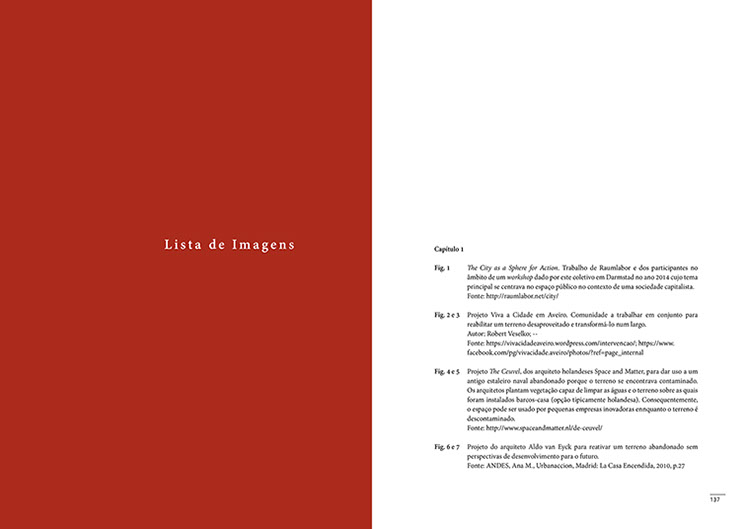 Lista de Imagens
Capítulo 1
Fig. 1 The City as a Sphere for Action. Trabalho de Raumlabor e dos participantes no
âmbito de um workshop dado por este coletivo em Darmstad no ano 2014 cujo tema
principal se centrava no espaço público no contexto de uma sociedade capitalista.
Fonte: http://raumlabor.net/city/
Fig. 2 e 3 Projeto Viva a Cidade em Aveiro. Comunidade a trabalhar em conjunto para
reabilitar um terreno desaproveitado e transformá-lo num largo.
Autor; Robert Veselko; --
Fonte: https://vivacidadeaveiro.wordpress.com/intervencao/; https://www.
facebook.com/pg/vivacidade.aveiro/photos/?ref=page_internal
Fig. 4 e 5 Projeto The Ceuvel, dos arquiteto holandeses Space and Matter, para dar uso a um
antigo estaleiro naval abandonado porque o terreno se encontrava contaminado.
Os arquitetos plantam vegetação capaz de limpar as águas e o terreno sobre as quais
foram instalados barcos-casa (opção tipicamente holandesa). Consequentemente,
o espaço pode ser usado por pequenas empresas inovadoras ennquanto o terreno é
descontaminado.
Fonte: http://www.spaceandmatter.nl/de-ceuvel/
Fig. 6 e 7 Projeto do arquiteto Aldo van Eyck para reativar um terreno abandonado sem
perspectivas de desenvolvimento para o futuro.
Fonte: ANDES, Ana M., Urbanaccion, Madrid: La Casa Encendida, 2010, p.27
137